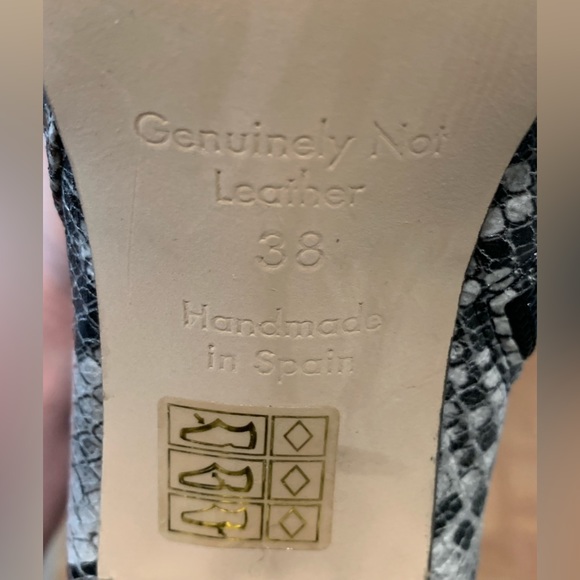 Genuinely Not
Leather
38
Handmade
in Spain